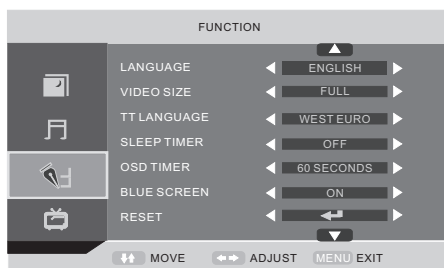 FUNCTION
LANGUAGE ENGLISH
VIDEO SIZE FULL
TT LANGUAGE WEST EURO
SLEEP TIMER OFF
OSD TIMER 60 SECONDS
BLUE SCREEN ON
RESET
MOVE ADJUST MENU EXIT